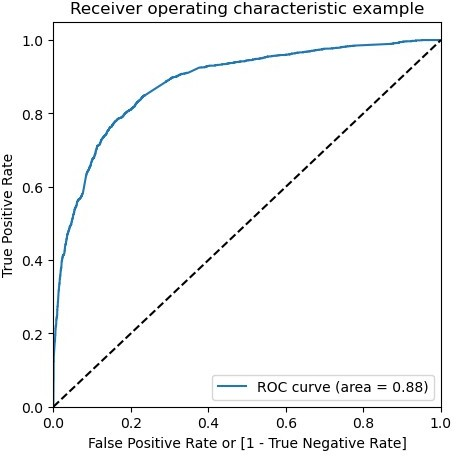 Receiver operating characteristic example
True Positive Rate
1.0
0.8
0.6
0.4
0.2
0.0
ROC curve (area = 0.88)
0.0 0.2 0.4 0.6 0.8 1.0
False Positive Rate or [1 - True Negative Rate]